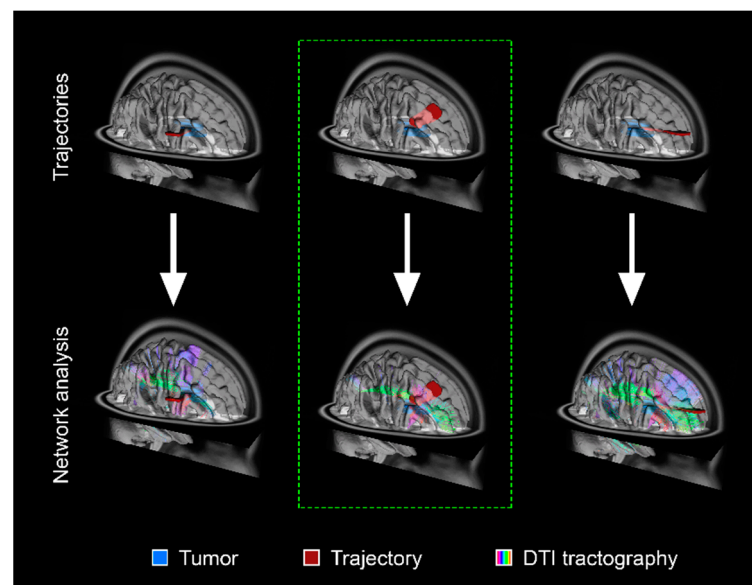 Trajectories
Network analysis
Tumor
Trajectory
DTI tractography